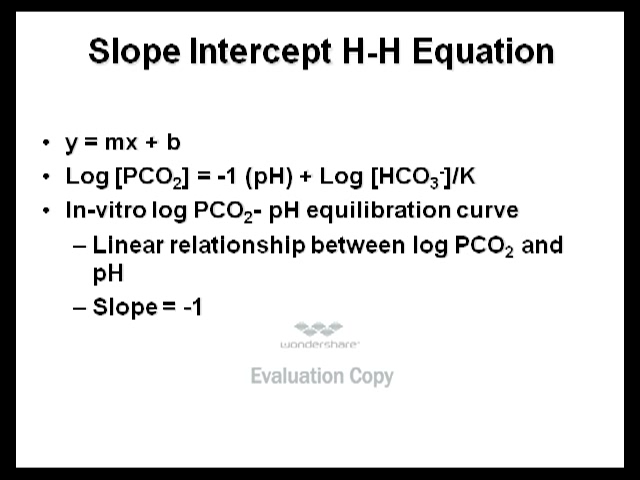 Slope Intercept H-H Equation
• y = mx + b
• Log [PCO₂] = -1 (pH) + Log [HCO₃⁻]/K
• In-vitro log PCO₂- pH equilibration curve
– Linear relationship between log PCO₂ and
pH
– Slope = -1
wondershare
Evaluation Copy